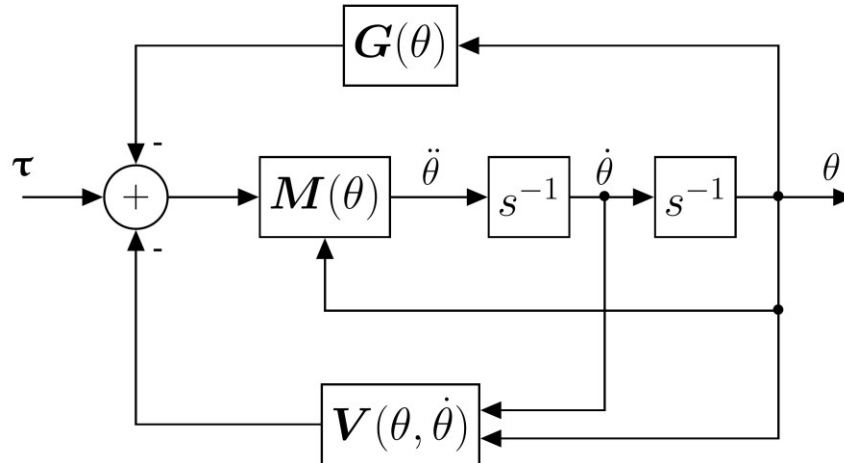 G(θ)
-
τ + M(θ) θ̈ s⁻¹ θ̇ s⁻¹ θ
-
V(θ, θ̇)